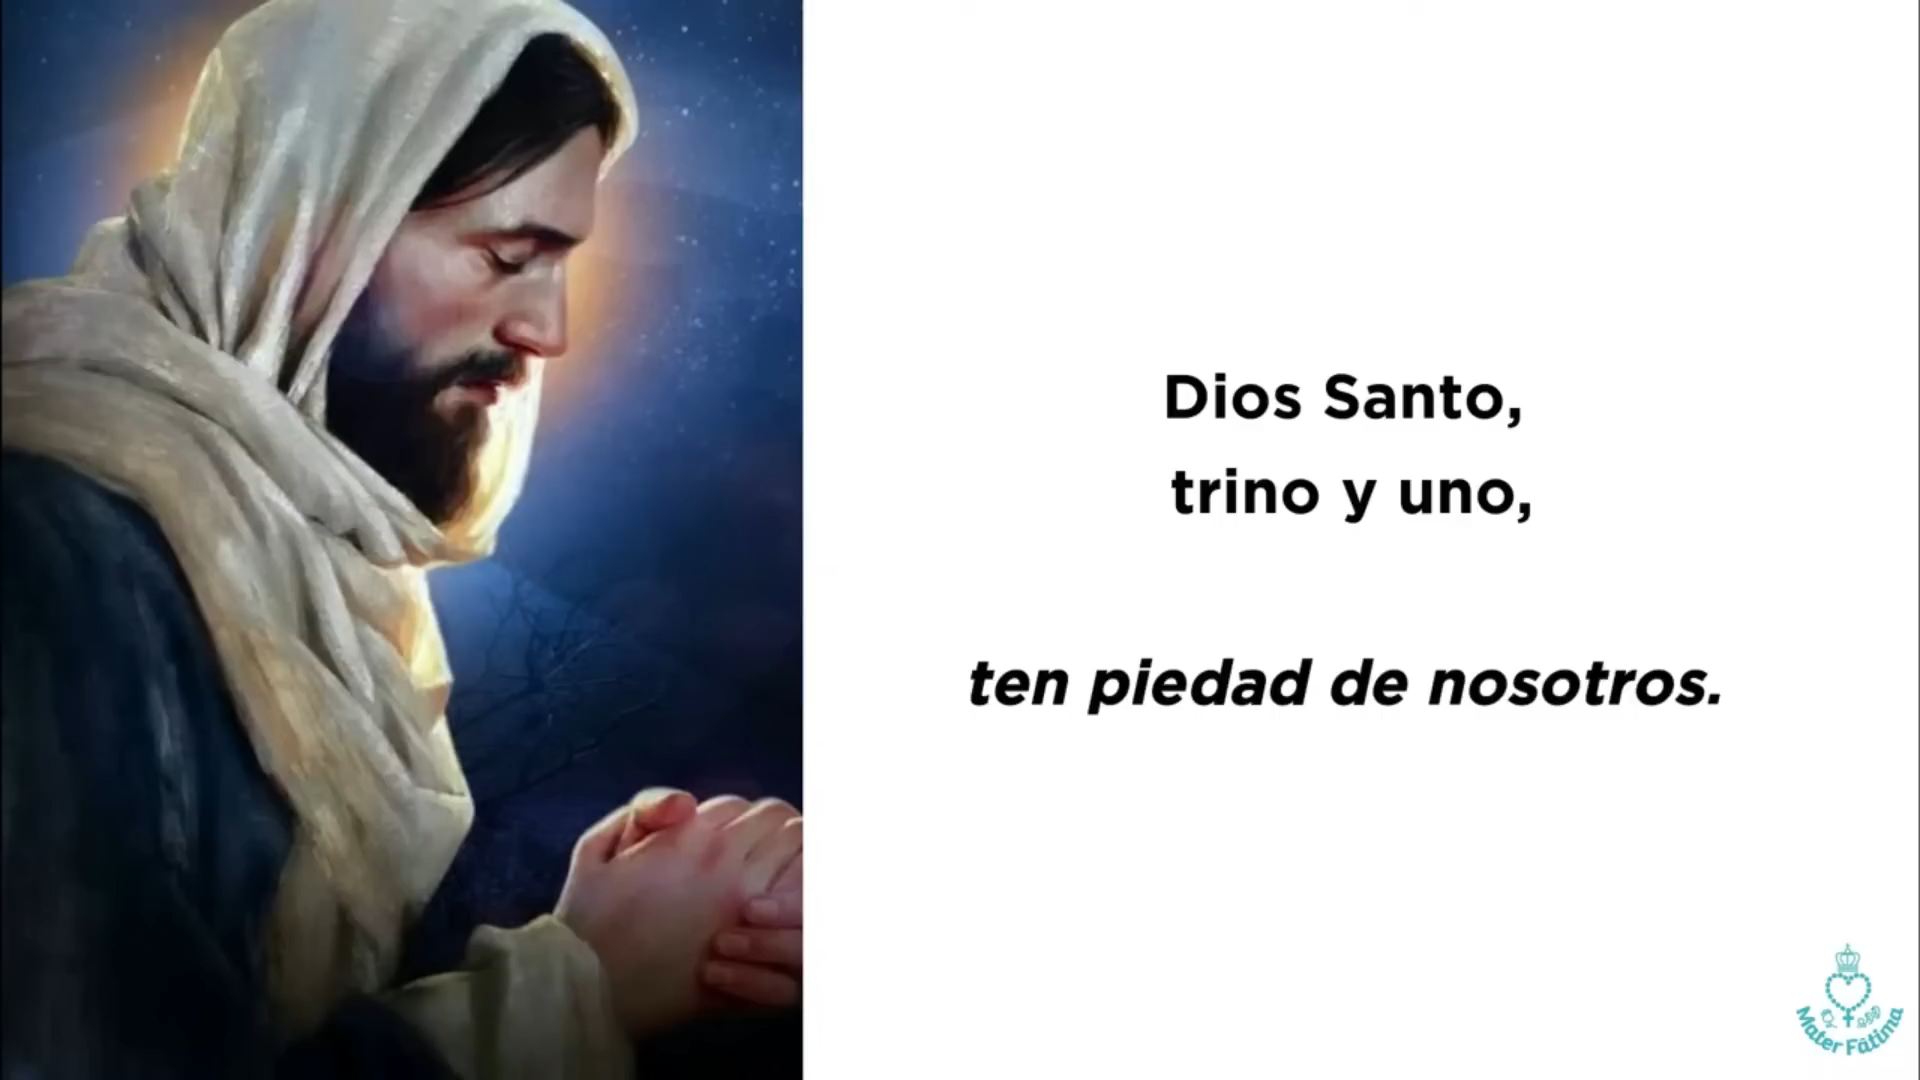 Dios Santo,
trino y uno,
ten piedad de nosotros.
Mater Fátima